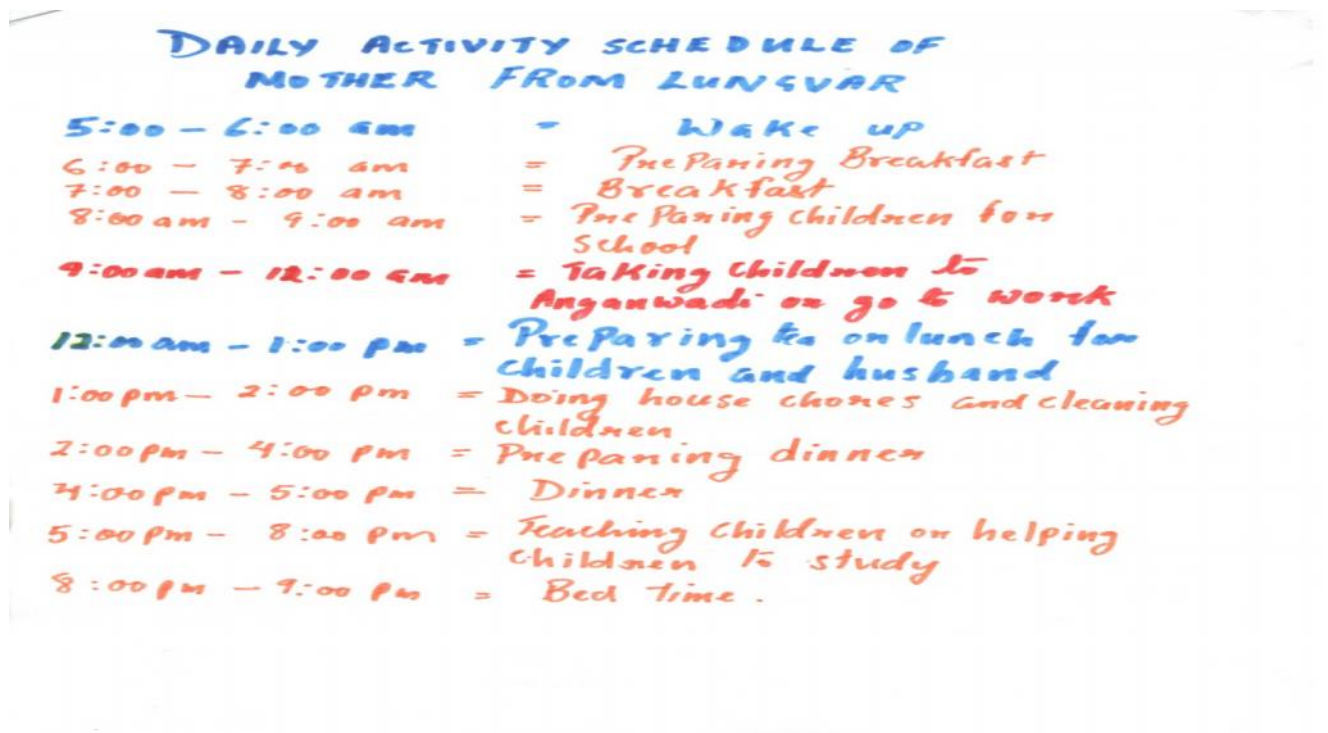 DAILY ACTIVITY SCHEDULE OF
MOTHER FROM LUNGVAR
5:00 - 6:00 am = Wake up
6:00 - 7:00 am = Preparing Breakfast
7:00 - 8:00 am = Breakfast
8:00 am - 9:00 am = Preparing children for
School
9:00 am - 12:00 am = Taking children to
Anganwadi or go to work
12:00 am - 1:00 pm = Preparing on lunch for
children and husband
1:00 pm - 2:00 pm = Doing house chores and cleaning
children
2:00 pm - 4:00 pm = Preparing dinner
4:00 pm - 5:00 pm = Dinner
5:00 pm - 8:00 pm = Teaching children or helping
children to study
8:00 pm - 9:00 pm = Bed Time.